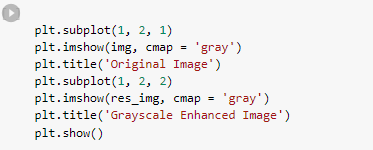 plt.subplot(1, 2, 1)
plt.imshow(img, cmap = 'gray')
plt.title('Original Image')
plt.subplot(1, 2, 2)
plt.imshow(res_img, cmap = 'gray')
plt.title('Grayscale Enhanced Image')
plt.show()